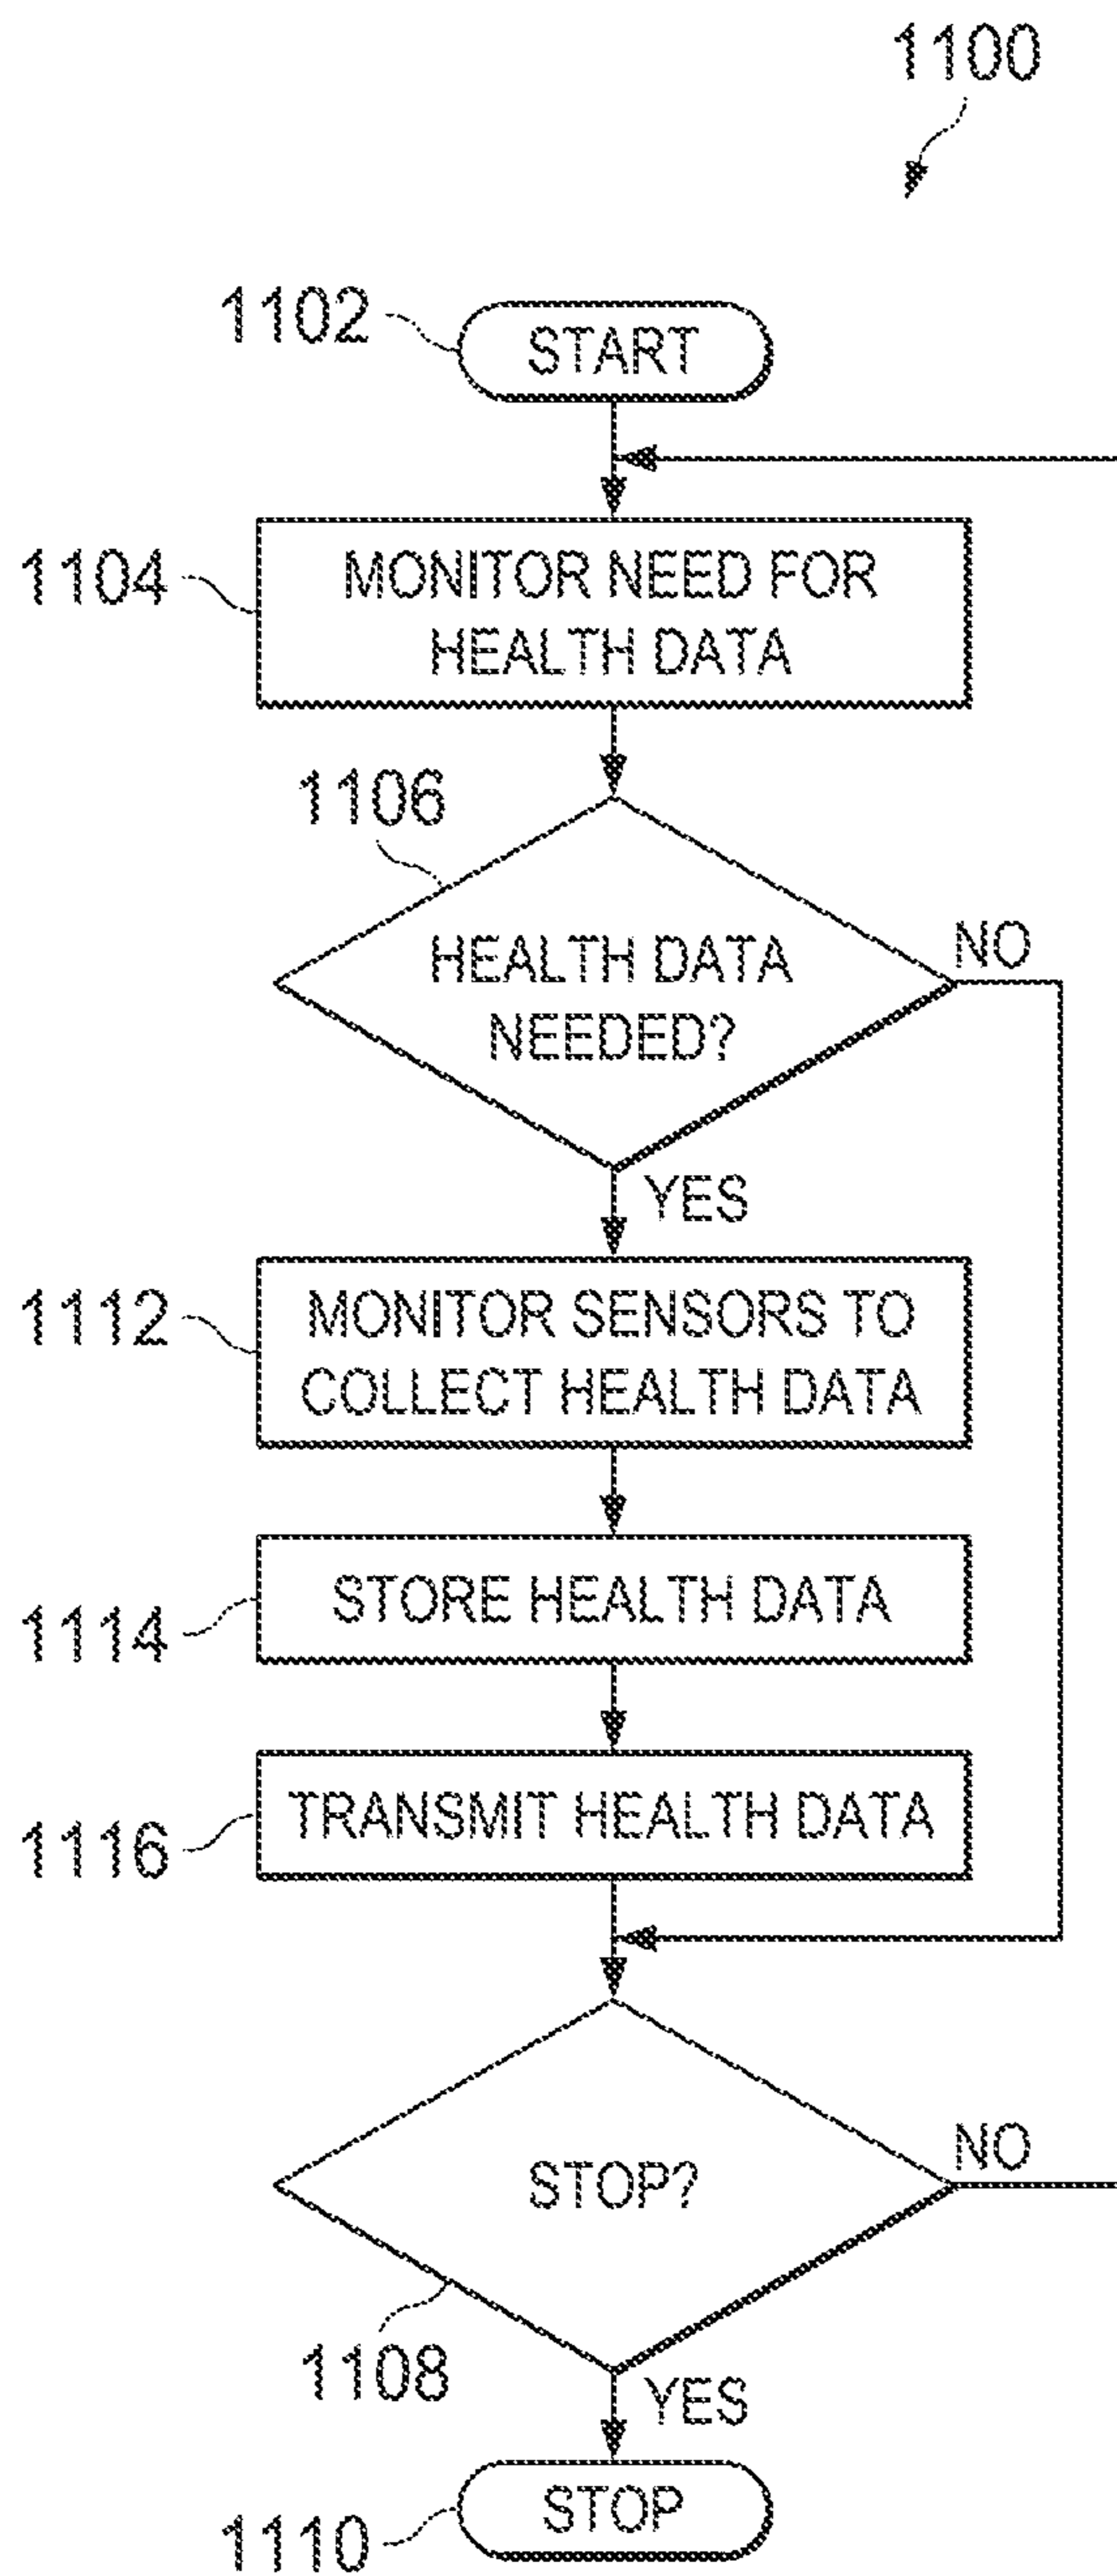 1100
1102
START
1104
MONITOR NEED FOR
HEALTH DATA
1106
HEALTH DATA
NEEDED?
NO
YES
1112
MONITOR SENSORS TO
COLLECT HEALTH DATA
1114
STORE HEALTH DATA
1116
TRANSMIT HEALTH DATA
STOP?
NO
1108
YES
1110
STOP